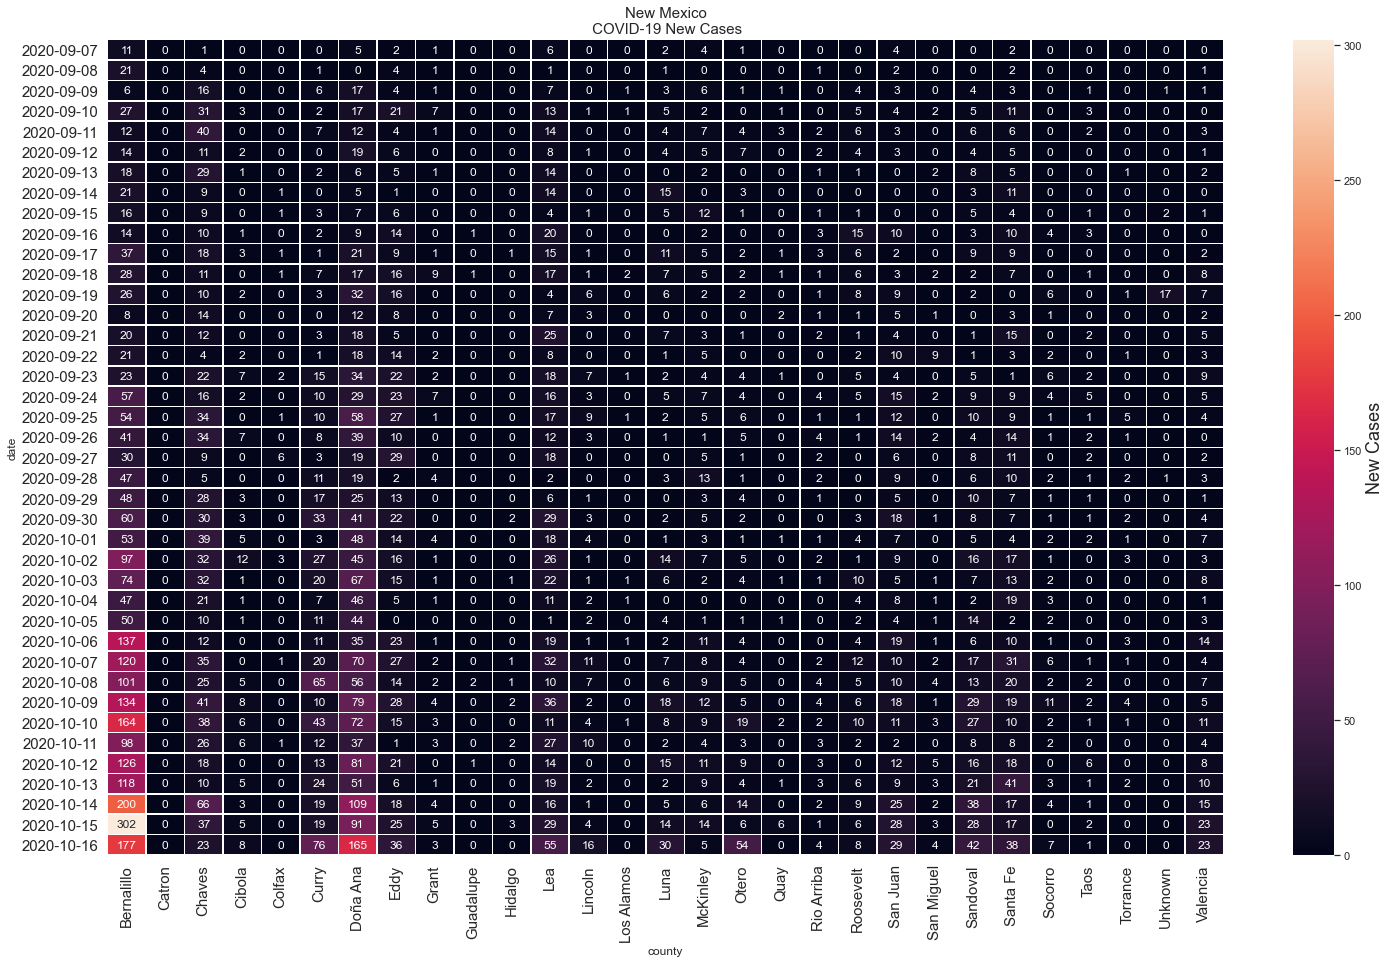 New Mexico
COVID-19 New Cases
2020-09-07 11 0 1 0 0 0 5 2 1 0 0 6 0 0 2 4 1 0 0 0 4 0 0 2 0 0 0 0 0
2020-09-08 21 0 4 0 0 1 0 4 1 0 0 1 0 0 1 0 0 0 1 0 2 0 0 2 0 0 0 0 1
2020-09-09 6 0 16 0 0 6 17 4 1 0 0 7 0 1 3 6 1 1 0 4 3 0 4 3 0 1 0 1 1
2020-09-10 27 0 31 3 0 2 17 21 7 0 0 13 1 1 5 2 0 1 0 5 4 2 5 11 0 3 0 0 0
2020-09-11 12 0 40 0 0 7 12 4 1 0 0 14 0 0 4 7 4 3 2 6 3 0 6 6 0 2 0 0 3
2020-09-12 14 0 11 2 0 0 19 6 0 0 0 8 1 0 4 5 7 0 2 4 3 0 4 5 0 0 0 0 1
2020-09-13 18 0 29 1 0 2 6 5 1 0 0 14 0 0 0 2 0 0 1 1 0 2 8 5 0 0 1 0 2
2020-09-14 21 0 9 0 1 0 5 1 0 0 0 14 0 0 15 0 3 0 0 0 0 0 3 11 0 0 0 0 0
2020-09-15 16 0 9 0 1 3 7 6 0 0 0 4 1 0 5 12 1 0 1 1 0 0 5 4 0 1 0 2 1
2020-09-16 14 0 10 1 0 2 9 14 0 1 0 20 0 0 0 2 0 0 3 15 10 0 3 10 4 3 0 0 0
2020-09-17 37 0 18 3 1 1 21 9 1 0 1 15 1 0 11 5 2 1 3 6 2 0 9 9 0 0 0 0 2
2020-09-18 28 0 11 0 1 7 17 16 9 1 0 17 1 2 7 5 2 1 1 6 3 2 2 7 0 1 0 0 8
2020-09-19 26 0 10 2 0 3 32 16 0 0 0 4 6 0 6 2 2 0 1 8 9 0 2 0 6 0 1 17 7
2020-09-20 8 0 14 0 0 0 12 8 0 0 0 7 3 0 0 0 0 2 1 1 5 1 0 3 1 0 0 0 2
2020-09-21 20 0 12 0 0 3 18 5 0 0 0 25 0 0 7 3 1 0 2 1 4 0 1 15 0 2 0 0 5
2020-09-22 21 0 4 2 0 1 18 14 2 0 0 8 0 0 1 5 0 0 0 2 10 9 1 3 2 0 1 0 3
2020-09-23 23 0 22 7 2 15 34 22 2 0 0 18 7 1 2 4 4 1 0 5 4 0 5 1 6 2 0 0 9
2020-09-24 57 0 16 2 0 10 29 23 7 0 0 16 3 0 5 7 4 0 4 5 15 2 9 9 4 5 0 0 5
2020-09-25 54 0 34 0 1 10 58 27 1 0 0 17 9 1 2 5 6 0 1 1 12 0 10 9 1 1 5 0 4
2020-09-26 41 0 34 7 0 8 39 10 0 0 0 12 3 0 1 1 5 0 4 1 14 2 4 14 1 2 1 0 0
2020-09-27 30 0 9 0 6 3 19 29 0 0 0 18 0 0 0 5 1 0 2 0 6 0 8 11 0 2 0 0 2
2020-09-28 47 0 5 0 0 11 19 2 4 0 0 2 0 0 3 13 1 0 2 0 9 0 6 10 2 1 2 1 3
2020-09-29 48 0 28 3 0 17 25 13 0 0 0 6 1 0 0 3 4 0 1 0 5 0 10 7 1 1 0 0 1
2020-09-30 60 0 30 3 0 33 41 22 0 0 2 29 3 0 2 5 2 0 0 3 18 1 8 7 1 1 2 0 4
2020-10-01 53 0 39 5 0 3 48 14 4 0 0 18 4 0 1 3 1 1 1 4 7 0 5 4 2 2 1 0 7
2020-10-02 97 0 32 12 3 27 45 16 1 0 0 26 1 0 14 7 5 0 2 1 9 0 16 17 1 0 3 0 3
2020-10-03 74 0 32 1 0 20 67 15 1 0 1 22 1 1 6 2 4 1 1 10 5 1 7 13 2 0 0 0 8
2020-10-04 47 0 21 1 0 7 46 5 1 0 0 11 2 1 0 0 0 0 0 4 8 1 2 19 3 0 0 0 1
2020-10-05 50 0 10 1 0 11 44 0 0 0 0 1 2 0 4 1 1 1 0 2 4 1 14 2 2 0 0 0 3
2020-10-06 137 0 12 0 0 11 35 23 1 0 0 19 1 1 2 11 4 0 0 4 19 1 6 10 1 0 3 0 14
2020-10-07 120 0 35 0 1 20 70 27 2 0 1 32 11 0 7 8 4 0 2 12 10 2 17 31 6 1 1 0 4
2020-10-08 101 0 25 5 0 65 56 14 2 2 1 10 7 0 6 9 5 0 4 5 10 4 13 20 2 2 0 0 7
2020-10-09 134 0 41 8 0 10 79 28 4 0 2 36 2 0 18 12 5 0 4 6 18 1 29 19 11 2 4 0 5
2020-10-10 164 0 38 6 0 43 72 15 3 0 0 11 4 1 8 9 19 2 2 10 11 3 27 10 2 1 1 0 11
2020-10-11 98 0 26 6 1 12 37 1 3 0 2 27 10 0 2 4 3 0 3 2 2 0 8 8 2 0 0 0 4
2020-10-12 126 0 18 0 0 13 81 21 0 1 0 14 0 0 15 11 9 0 3 0 12 5 16 18 0 6 0 0 8
2020-10-13 118 0 10 5 0 24 51 6 1 0 0 19 2 0 2 9 4 1 3 6 9 3 21 41 3 1 2 0 10
2020-10-14 200 0 66 3 0 19 109 18 4 0 0 16 1 0 5 6 14 0 2 9 25 2 38 17 4 1 0 0 15
2020-10-15 302 0 37 5 0 19 91 25 5 0 3 29 4 0 14 14 6 6 1 6 28 3 28 17 0 2 0 0 23
2020-10-16 177 0 23 8 0 76 165 36 3 0 0 55 16 0 30 5 54 0 4 8 29 4 42 38 7 1 0 0 23
date
Bernalillo Catron Chaves Cibola Colfax Curry Doña Ana Eddy Grant Guadalupe Hidalgo Lea Lincoln Los Alamos Luna McKinley Otero Quay Rio Arriba Roosevelt San Juan San Miguel Sandoval Santa Fe Socorro Taos Torrance Unknown Valencia
county
300
250
200
150
100
50
0
New Cases